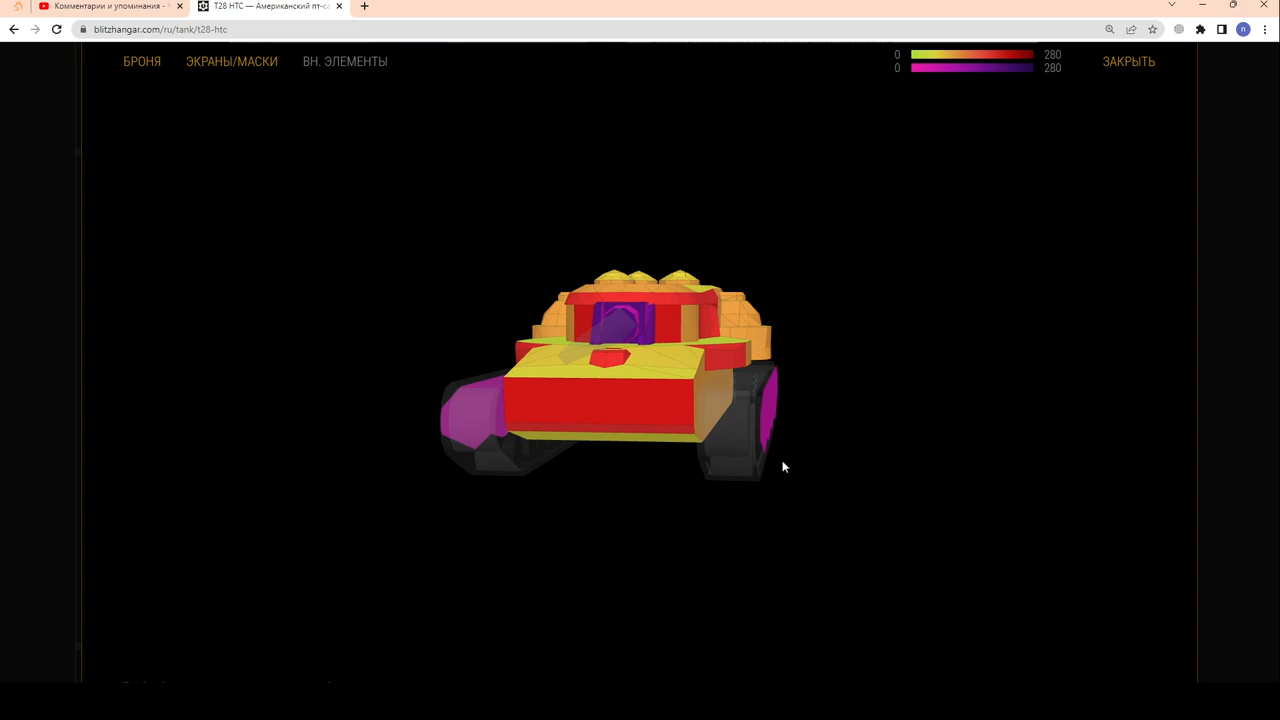 Комментарии и упоминания -
T28 HTC — Американский пт-са
blitzhangar.com/ru/tank/t28-htc
n
БРОНЯ ЭКРАНЫ/МАСКИ ВН. ЭЛЕМЕНТЫ
0 280
0 280
ЗАКРЫТЬ